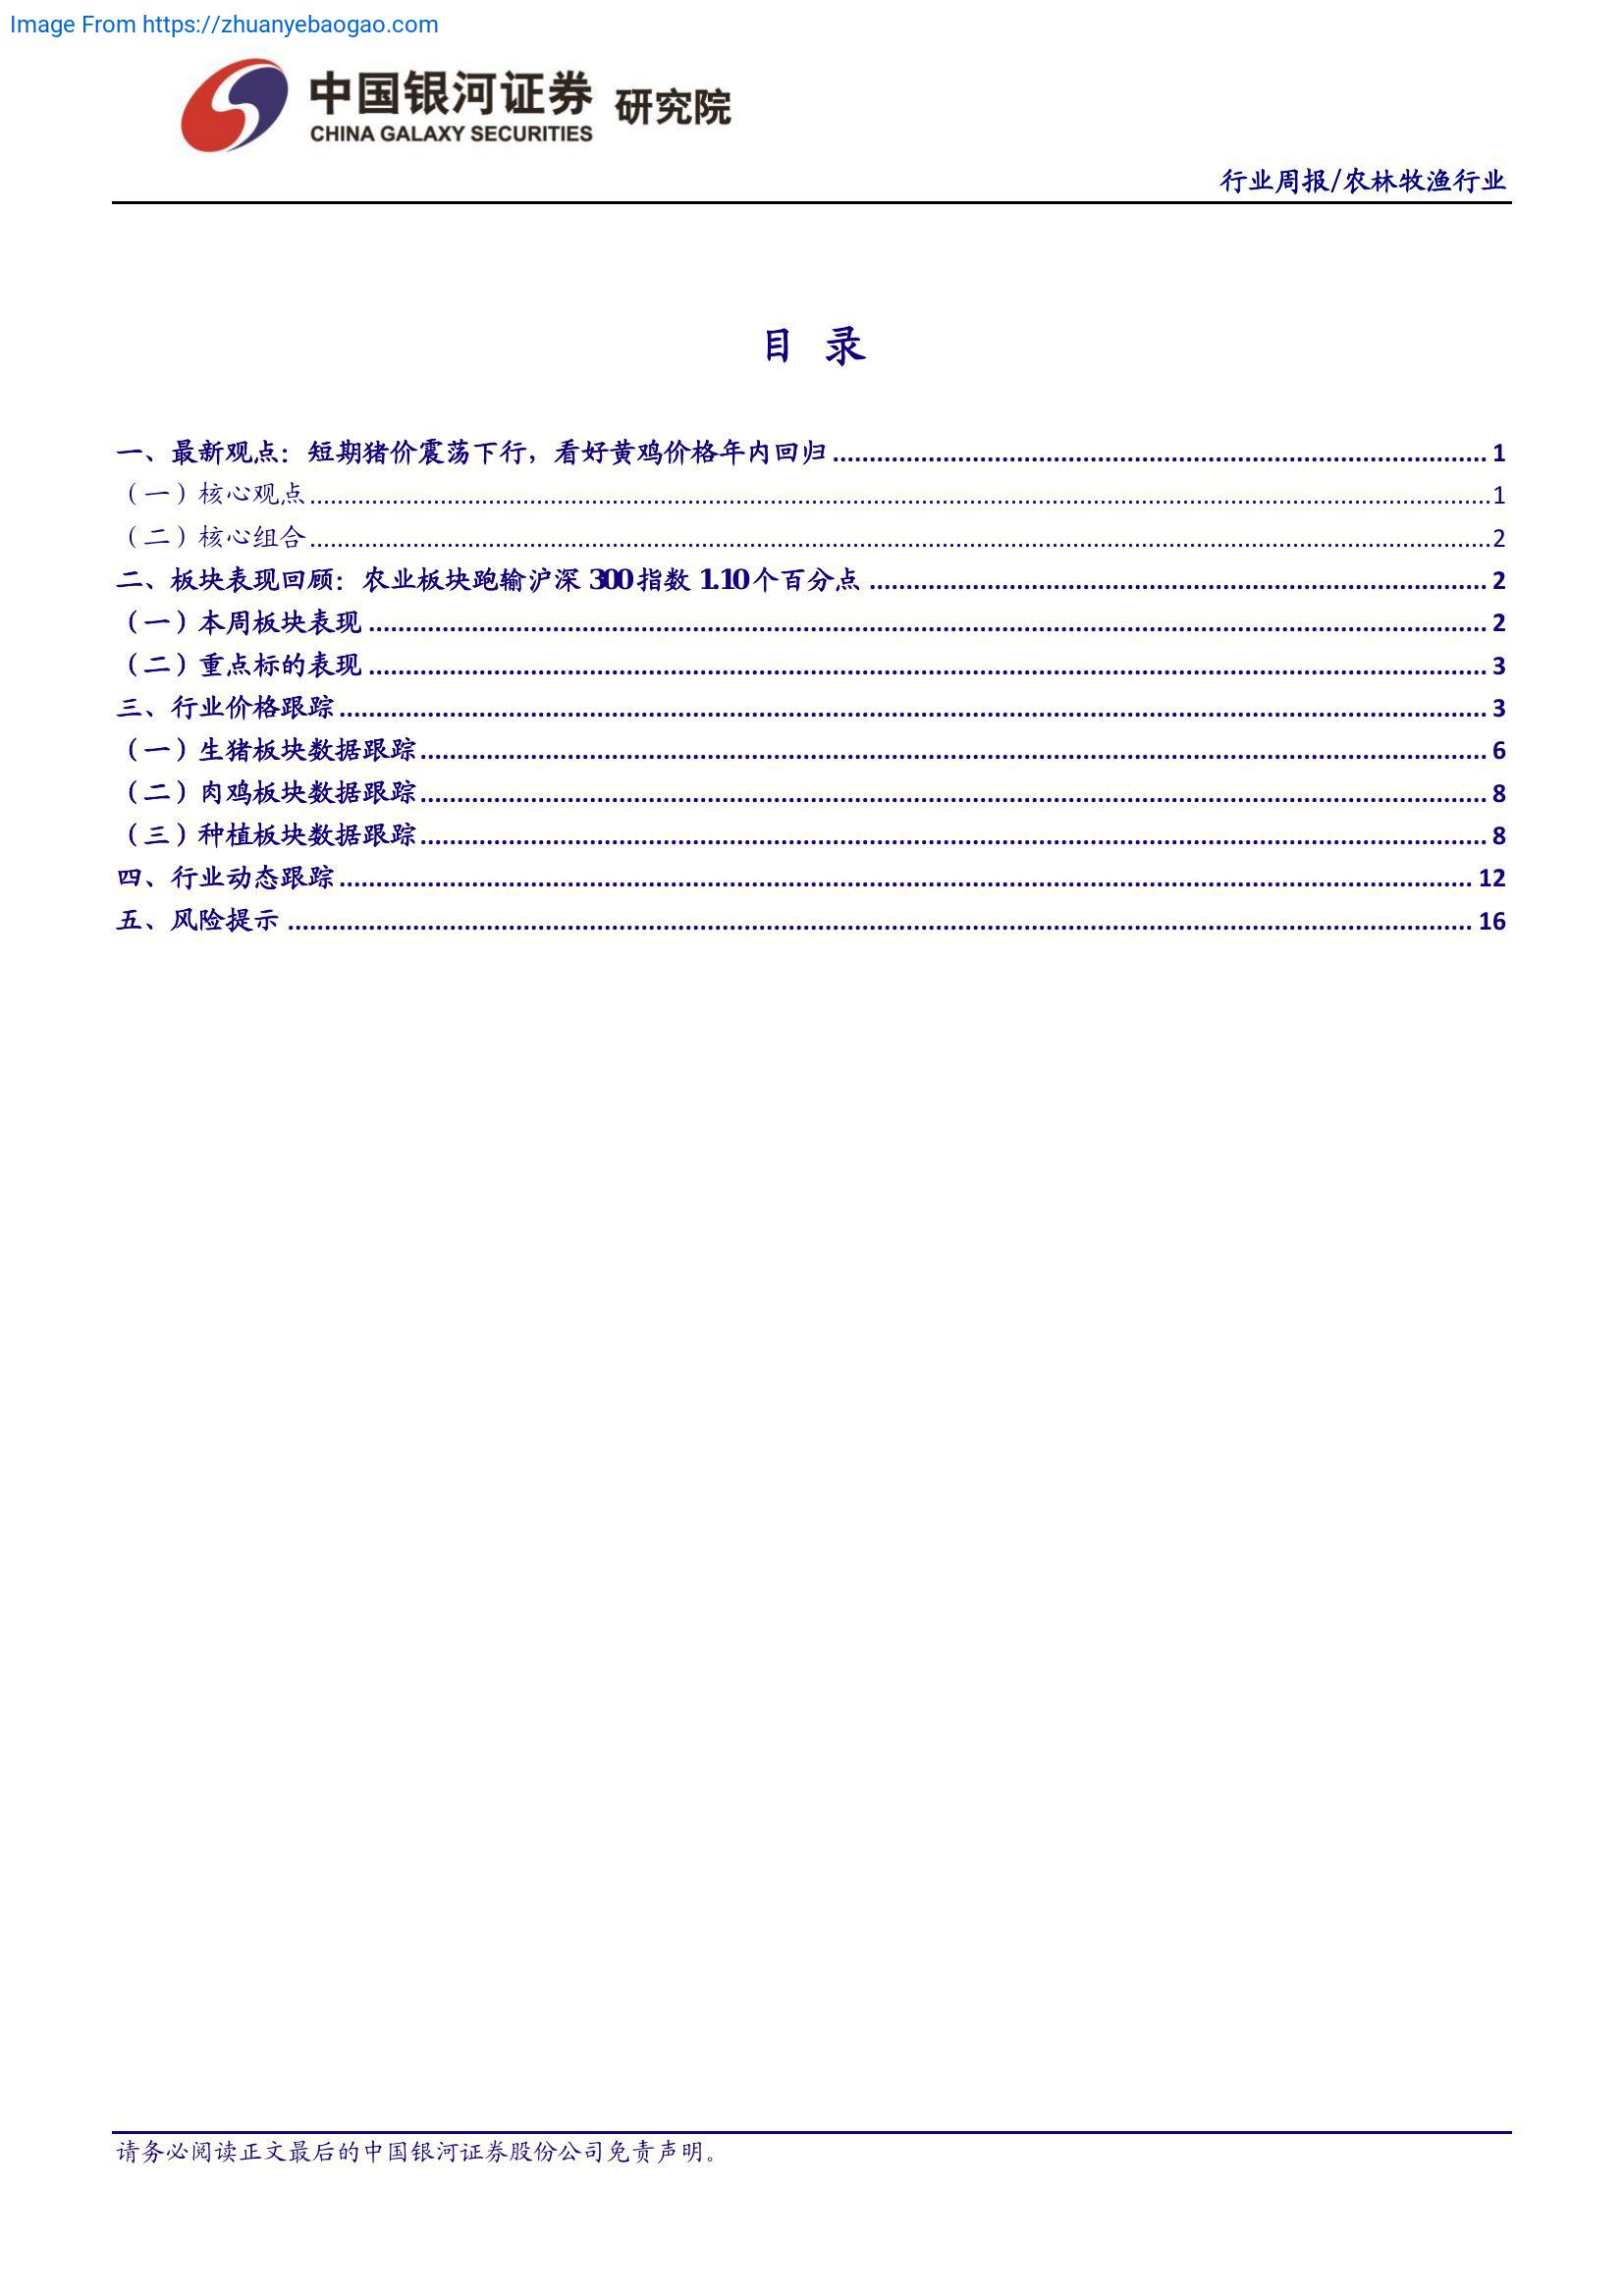 Image From https://zhuanyebaogao.com
中国银河证券 研究院
CHINA GALAXY SECURITIES
行业周报/农林牧渔行业
目 录
一、最新观点：短期猪价震荡下行，看好黄鸡价格年内回归 1
（一）核心观点 1
（二）核心组合 2
二、板块表现回顾：农业板块跑输沪深 300 指数 1.10 个百分点 2
（一）本周板块表现 2
（二）重点标的表现 3
三、行业价格跟踪 3
（一）生猪板块数据跟踪 6
（二）肉鸡板块数据跟踪 8
（三）种植板块数据跟踪 8
四、行业动态跟踪 12
五、风险提示 16
请务必阅读正文最后的中国银河证券股份公司免责声明。